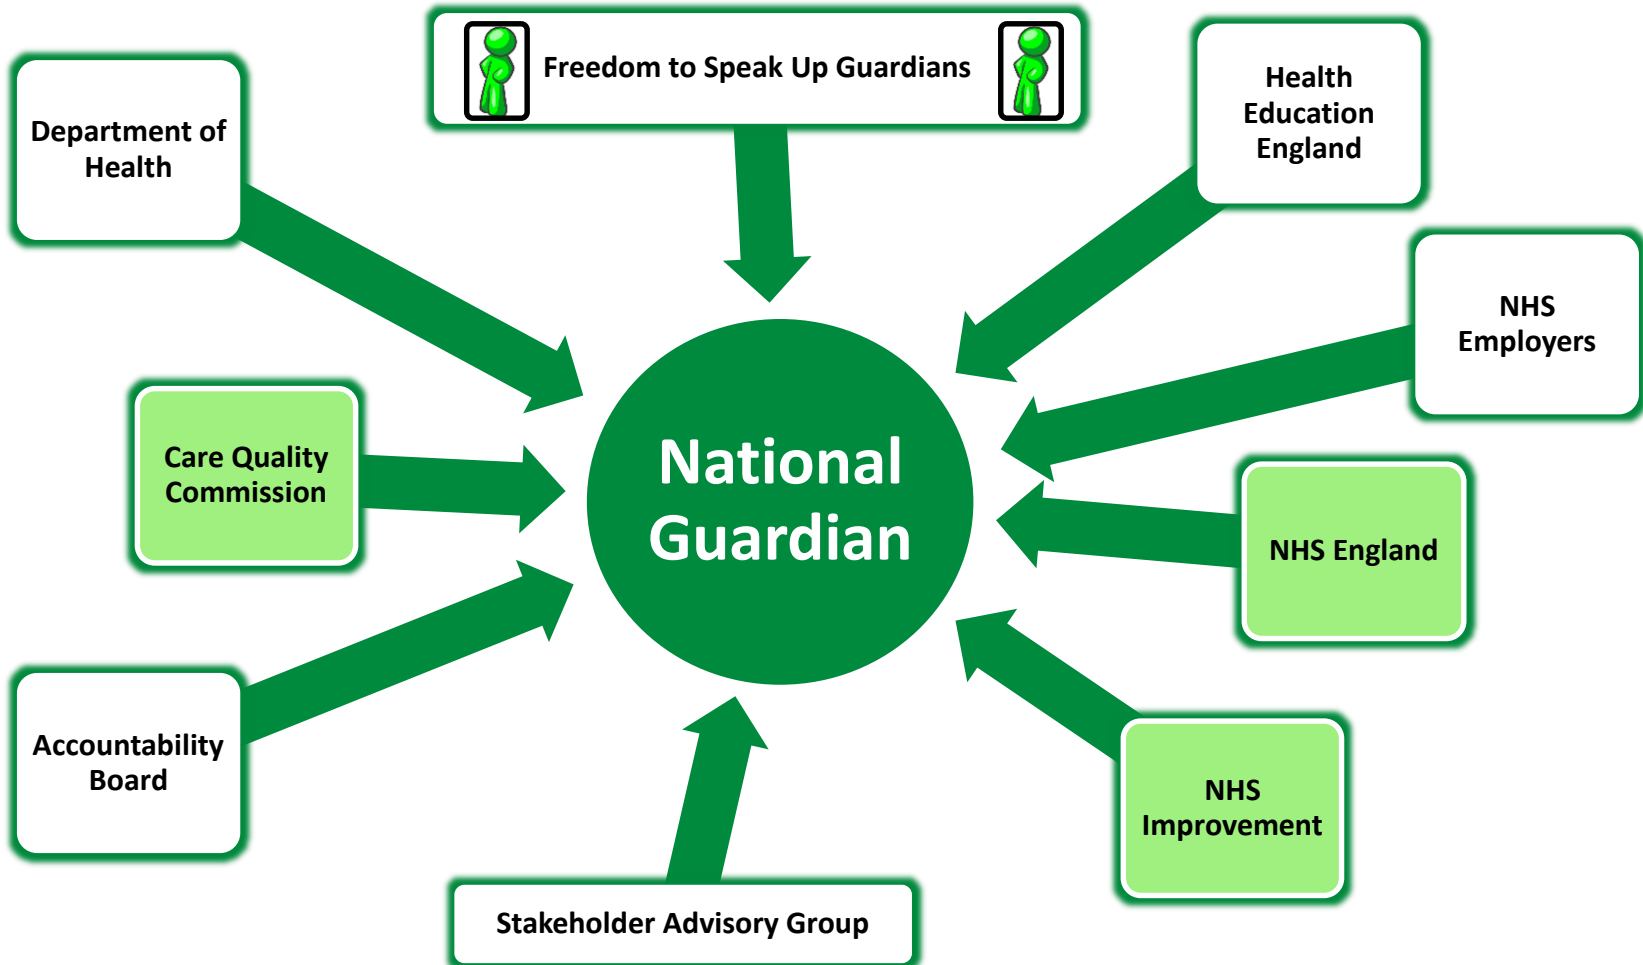 Freedom to Speak Up Guardians
Department of
Health
Health
Education
England
NHS
Employers
Care Quality
Commission
National
Guardian
NHS England
Accountability
Board
NHS
Improvement
Stakeholder Advisory Group